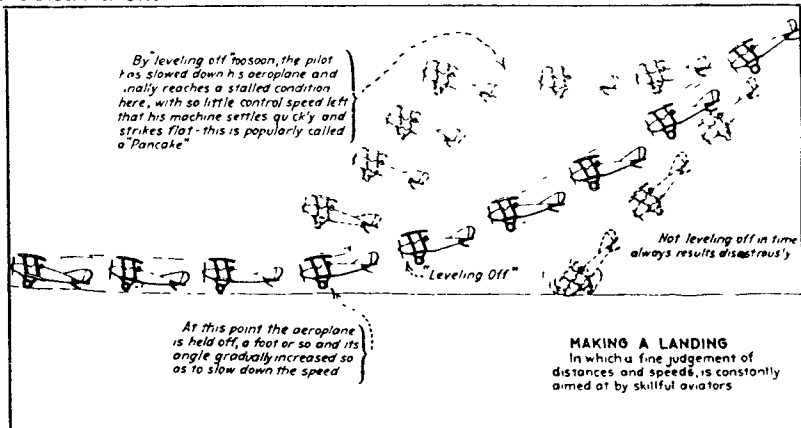 By "leveling off" too soon, the pilot
has slowed down his aeroplane and
inally reaches a stalled condition
here, with so little control speed left
that his machine settles qu ck'y and
strikes flat - this is popularly called
a "Pancake"
Not leveling off in time
always results disastrous'y
"Leveling Off"
At this point the aeroplane
is held off, a foot or so and its
angle gradually increased so
as to slow down the speed
MAKING A LANDING
In which a fine judgement of
distances and speeds, is constantly
aimed at by skillful aviators